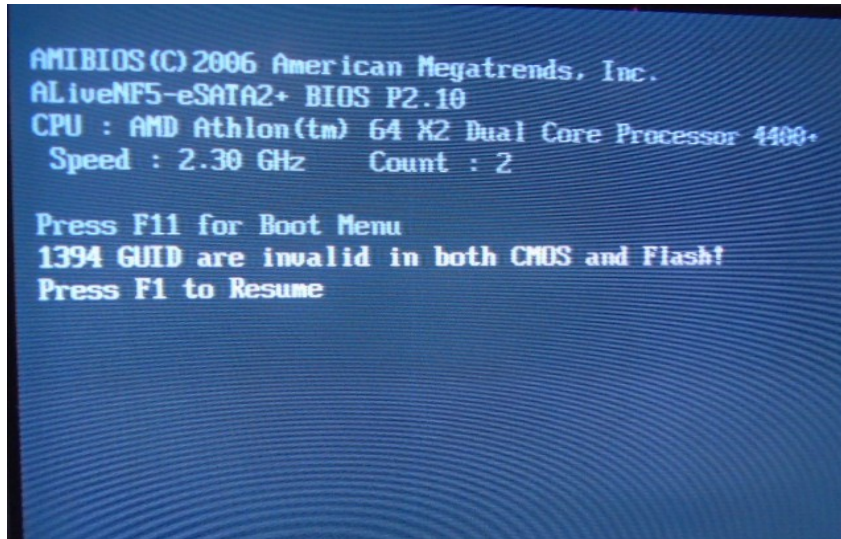 AMIBIOS(C)2006 American Megatrends, Inc.
ALiveNF5-eSATA2+ BIOS P2.10
CPU : AMD Athlon(tm) 64 X2 Dual Core Processor 4400+
Speed : 2.30 GHz Count : 2
Press F11 for Boot Menu
1394 GUID are invalid in both CMOS and Flash!
Press F1 to Resume